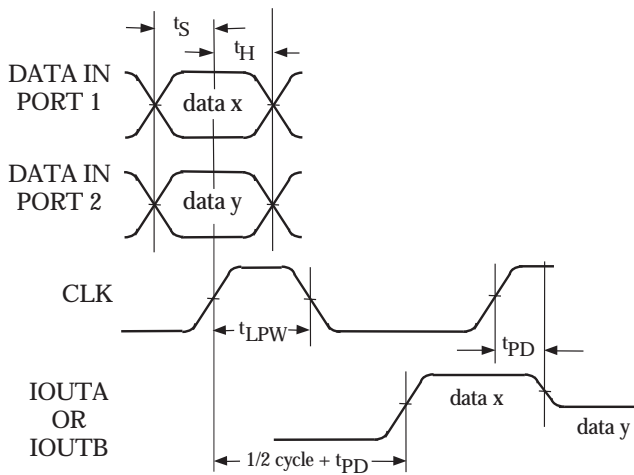 tS
tH
DATA IN
PORT 1
data x
DATA IN
PORT 2
data y
CLK
tLPW
tPD
IOUTA
OR
IOUTB
data x
data y
1/2 cycle + tPD